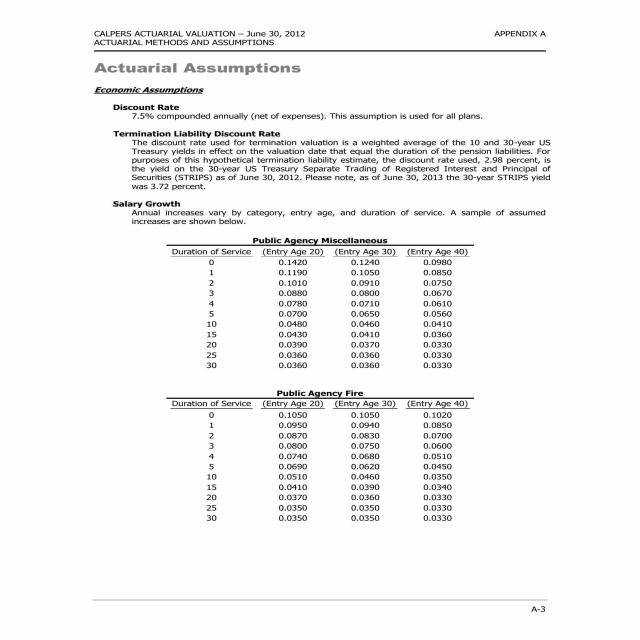 CALPERS ACTUARIAL VALUATION – June 30, 2012 APPENDIX A
ACTUARIAL METHODS AND ASSUMPTIONS
Actuarial Assumptions
Economic Assumptions
Discount Rate
7.5% compounded annually (net of expenses). This assumption is used for all plans.
Termination Liability Discount Rate
The discount rate used for termination valuation is a weighted average of the 10 and 30-year US
Treasury yields in effect on the valuation date that equal the duration of the pension liabilities. For
purposes of this hypothetical termination liability estimate, the discount rate used, 2.98 percent, is
the yield on the 30-year US Treasury Separate Trading of Registered Interest and Principal of
Securities (STRIPS) as of June 30, 2012. Please note, as of June 30, 2013 the 30-year STRIPS yield
was 3.72 percent.
Salary Growth
Annual increases vary by category, entry age, and duration of service. A sample of assumed
increases are shown below.
Public Agency Miscellaneous
Duration of Service (Entry Age 20) (Entry Age 30) (Entry Age 40)
0 0.1420 0.1240 0.0980
1 0.1190 0.1050 0.0850
2 0.1010 0.0910 0.0750
3 0.0880 0.0800 0.0670
4 0.0780 0.0710 0.0610
5 0.0700 0.0650 0.0560
10 0.0480 0.0460 0.0410
15 0.0430 0.0410 0.0360
20 0.0390 0.0370 0.0330
25 0.0360 0.0360 0.0330
30 0.0360 0.0360 0.0330
Public Agency Fire
Duration of Service (Entry Age 20) (Entry Age 30) (Entry Age 40)
0 0.1050 0.1050 0.1020
1 0.0950 0.0940 0.0850
2 0.0870 0.0830 0.0700
3 0.0800 0.0750 0.0600
4 0.0740 0.0680 0.0510
5 0.0690 0.0620 0.0450
10 0.0510 0.0460 0.0350
15 0.0410 0.0390 0.0340
20 0.0370 0.0360 0.0330
25 0.0350 0.0350 0.0330
30 0.0350 0.0350 0.0330
A-3